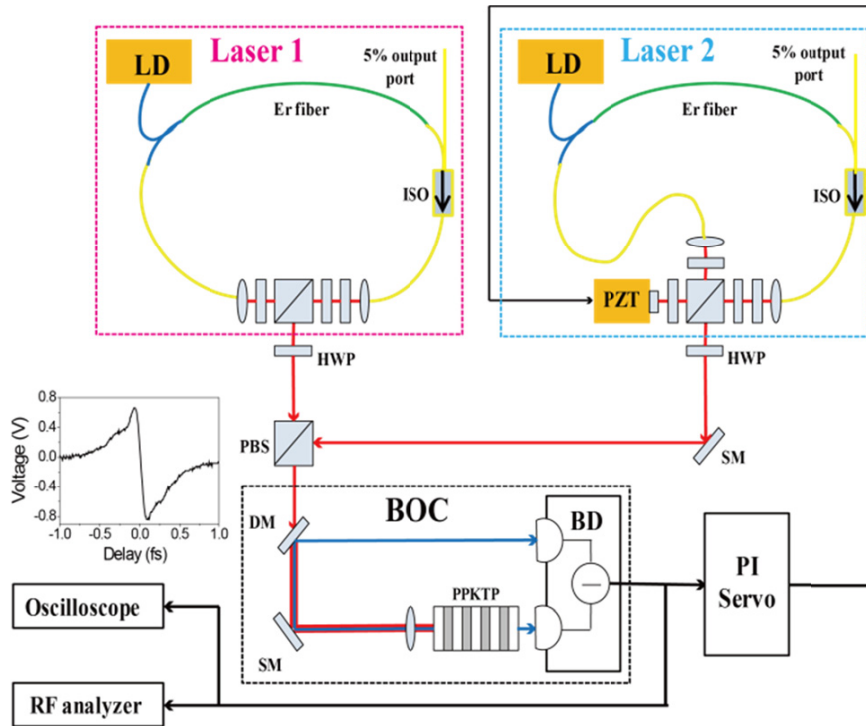 Laser 1
LD
5% output
port
Er fiber
ISO
HWP
Laser 2
LD
5% output
port
Er fiber
ISO
PZT
HWP
SM
PBS
0.8
0.4
0.0
-0.4
-0.8
Voltage (V)
-1.0 -0.5 0.0 0.5 1.0
Delay (fs)
BOC
DM
BD
PPKTP
SM
PI
Servo
Oscilloscope
RF analyzer